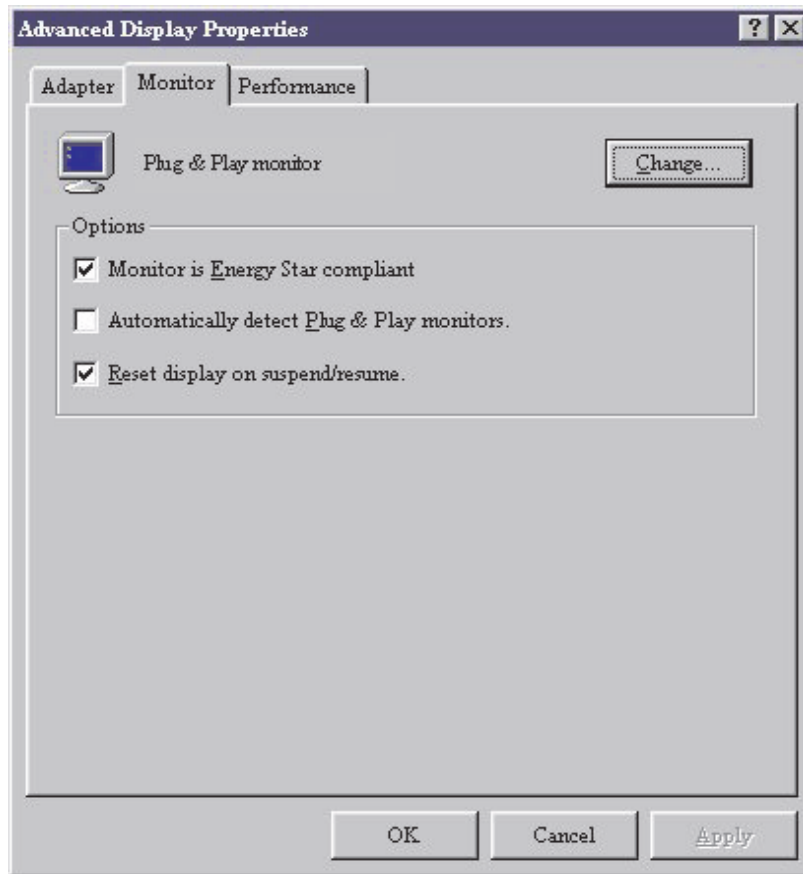 Advanced Display Properties
Adapter Monitor Performance
Plug & Play monitor
Change...
Options
Monitor is Energy Star compliant
Automatically detect Plug & Play monitors.
Reset display on suspend/resume.
OK Cancel Apply